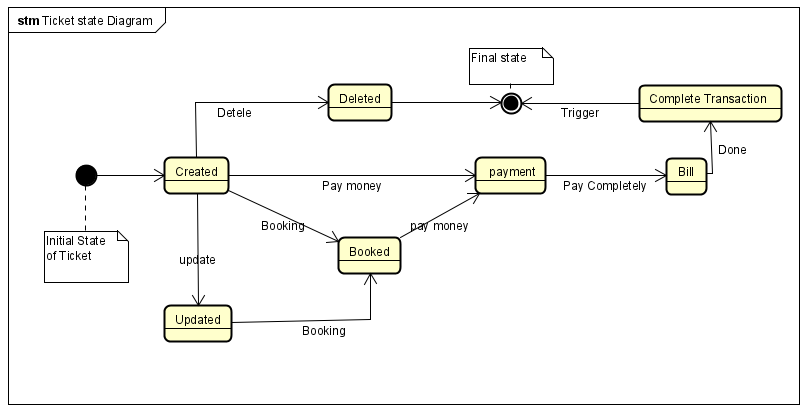 stm Ticket state Diagram
Final state
Deleted
Complete Transaction
Detele
Trigger
Done
Created
payment
Bill
Pay money
Pay Completely
Booking
pay money
Initial State
of Ticket
Booked
update
Updated
Booking